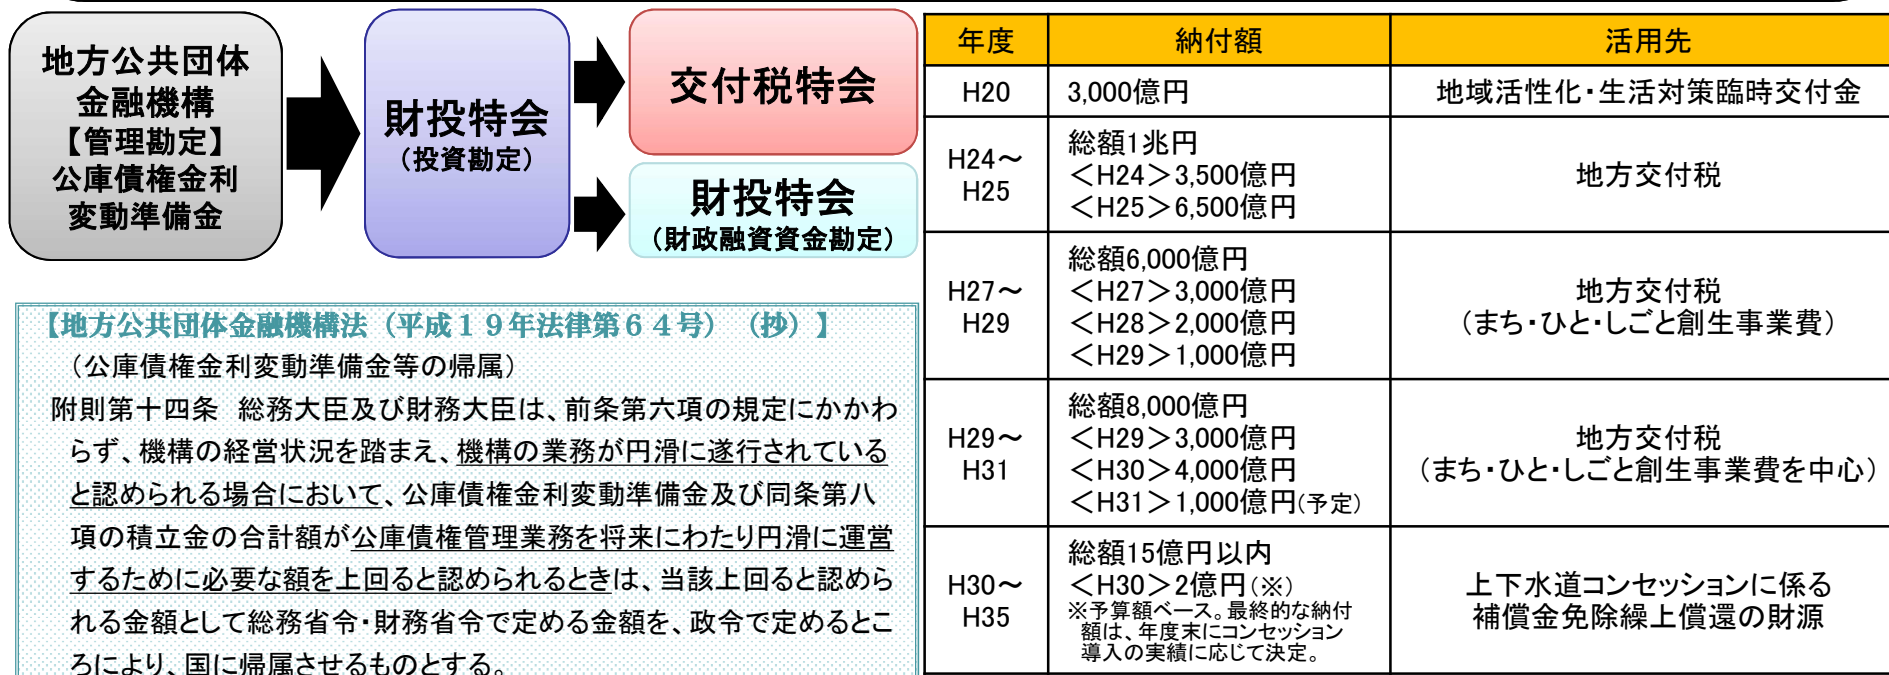 地方公共団体
金融機構
【管理勘定】
公庫債権金利
変動準備金
財投特会
（投資勘定）
交付税特会
財投特会
（財政融資資金勘定）
【地方公共団体金融機構法（平成１９年法律第６４号）（抄）】
（公庫債権金利変動準備金等の帰属）
附則第十四条　総務大臣及び財務大臣は、前条第六項の規定にかかわ
らず、機構の経営状況を踏まえ、機構の業務が円滑に遂行されている
と認められる場合において、公庫債権金利変動準備金及び同条第八
項の積立金の合計額が公庫債権管理業務を将来にわたり円滑に運営
するために必要な額を上回ると認められるときは、当該上回ると認めら
れる金額として総務省令・財務省令で定める金額を、政令で定めるとこ
ろにより、国に帰属させるものとする。
年度　納付額　活用先
H20　3,000億円　地域活性化・生活対策臨時交付金
H24～
H25
総額1兆円
＜H24＞3,500億円
＜H25＞6,500億円
地方交付税
H27～
H29
総額6,000億円
＜H27＞3,000億円
＜H28＞2,000億円
＜H29＞1,000億円
地方交付税
（まち・ひと・しごと創生事業費）
H29～
H31
総額8,000億円
＜H29＞3,000億円
＜H30＞4,000億円
＜H31＞1,000億円(予定)
地方交付税
（まち・ひと・しごと創生事業費を中心）
H30～
H35
総額15億円以内
＜H30＞2億円(※)
※予算額ベース。最終的な納付
額は、年度末にコンセッション
導入の実績に応じて決定。
上下水道コンセッションに係る
補償金免除繰上償還の財源